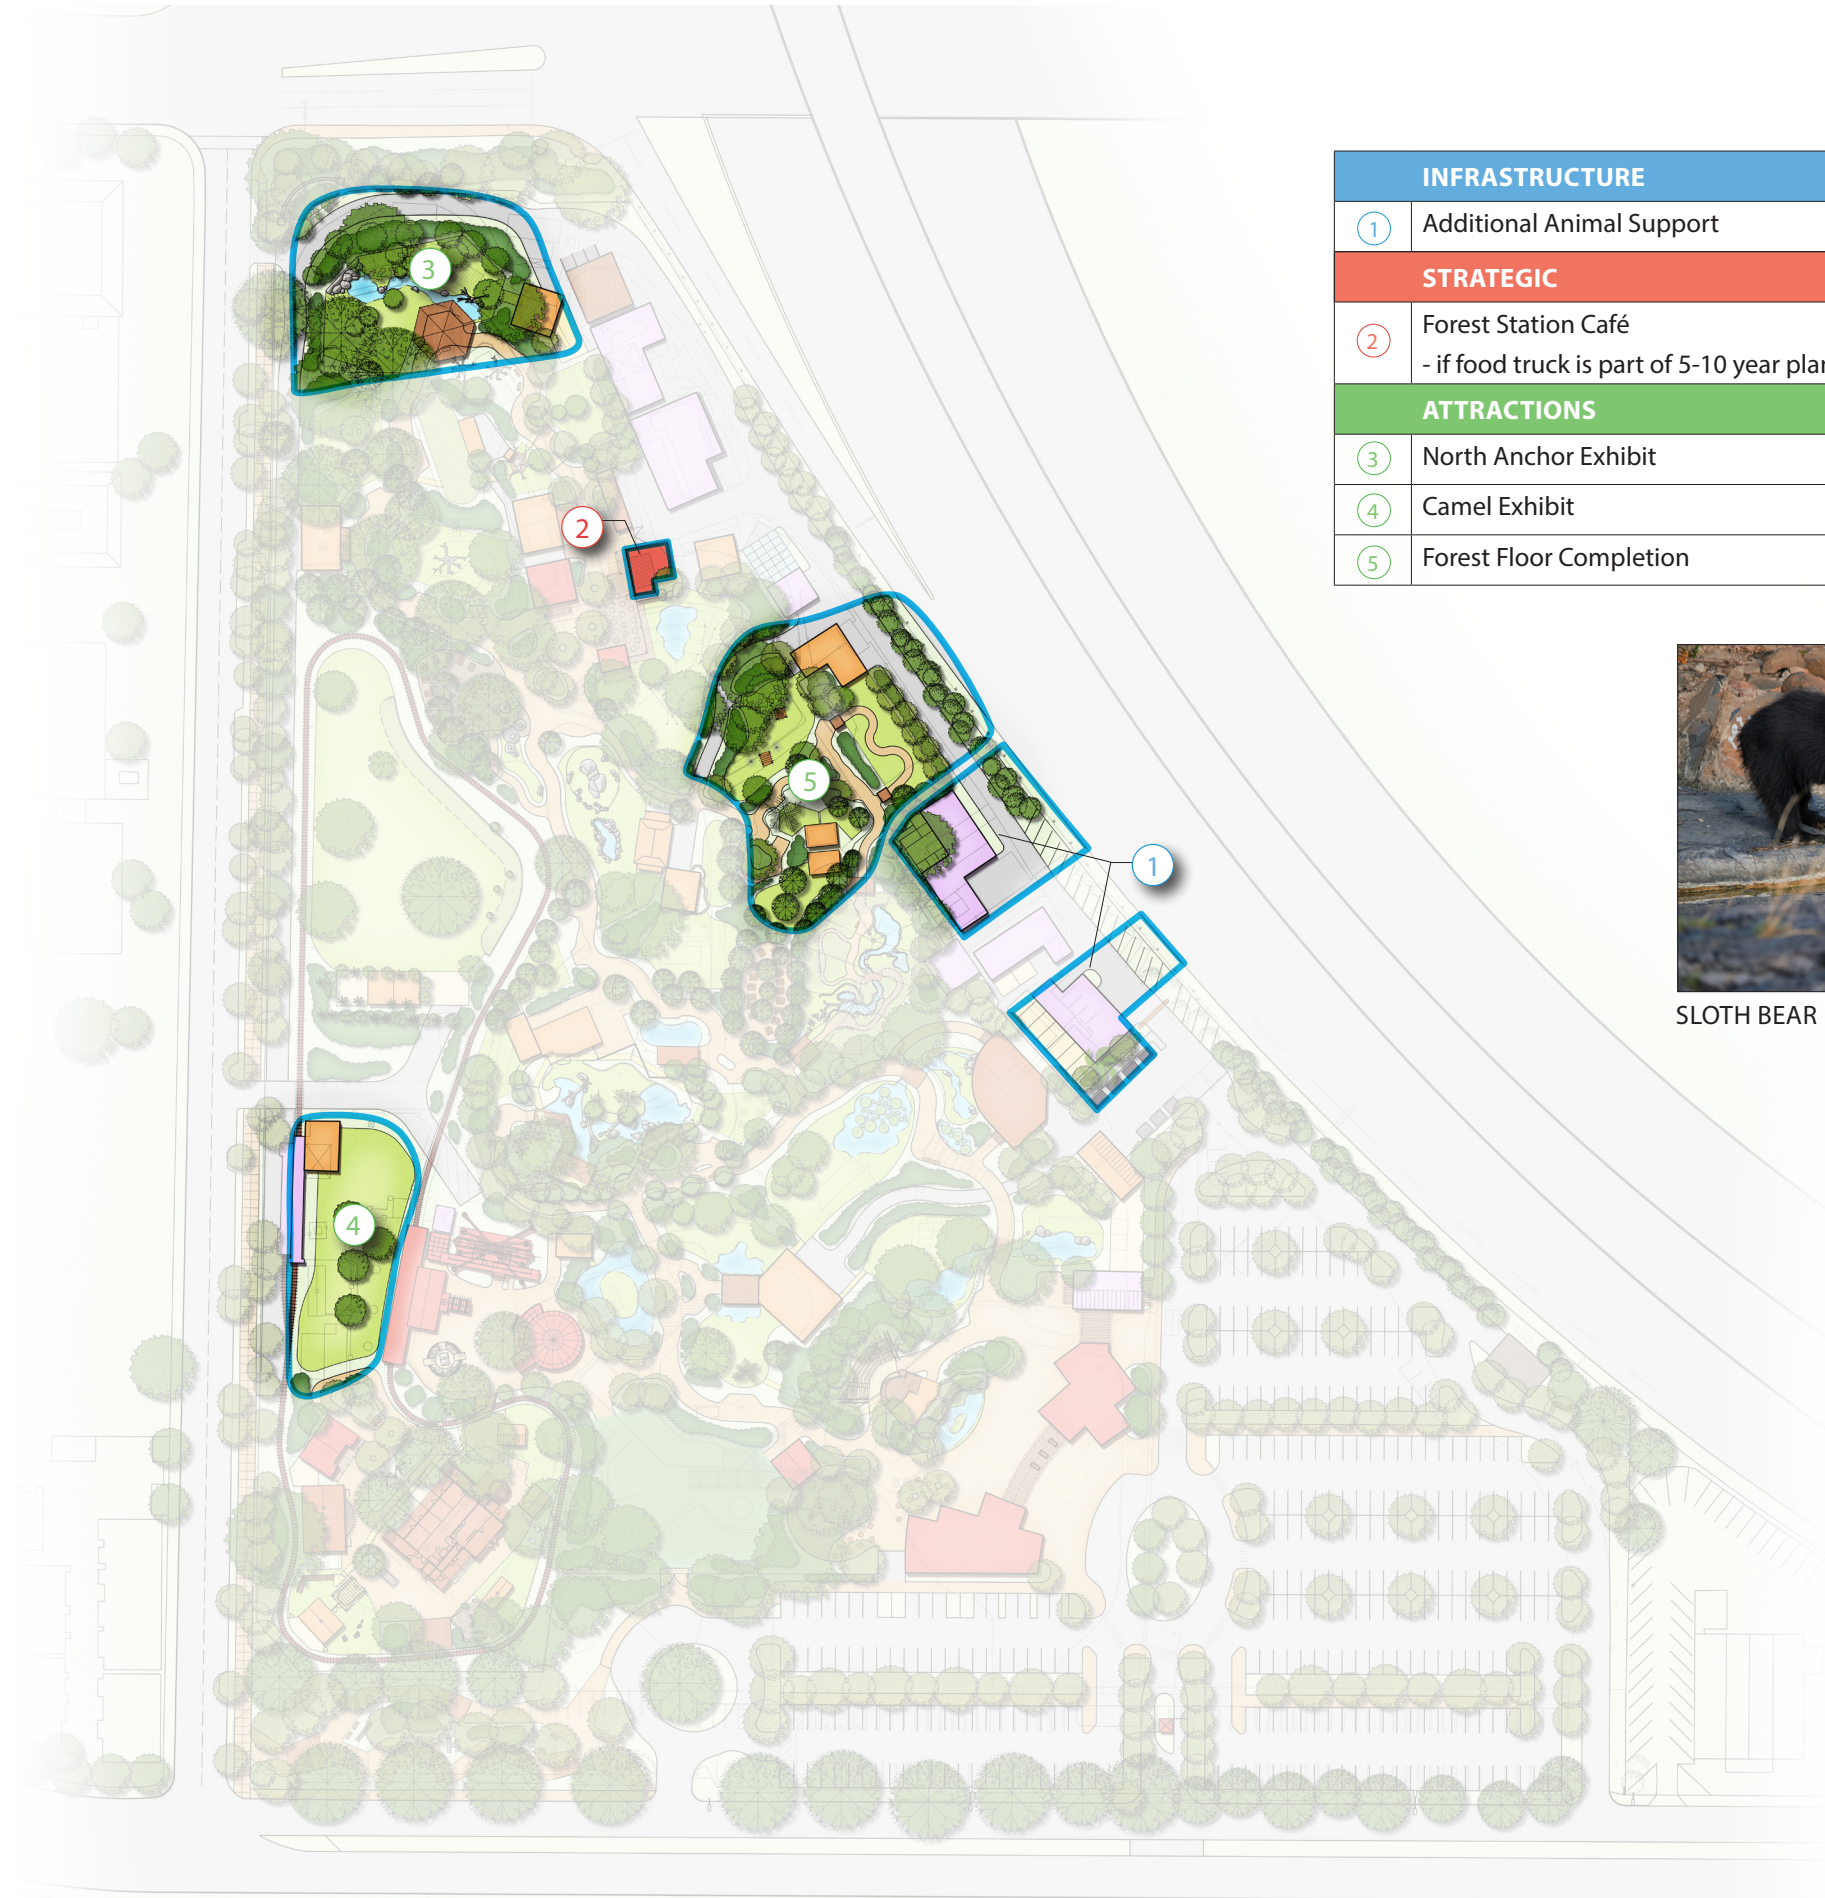 INFRASTRUCTURE
1 Additional Animal Support
STRATEGIC
2 Forest Station Café
- if food truck is part of 5-10 year plan
ATTRACTIONS
3 North Anchor Exhibit
4 Camel Exhibit
5 Forest Floor Completion
3
2
5
1
4
SLOTH BEAR